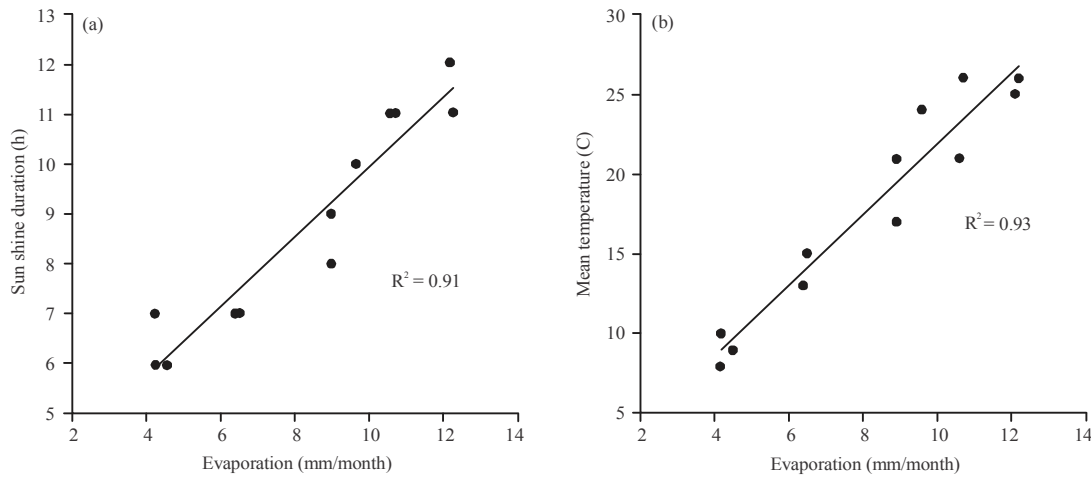 (a)
12
11
10
9
8
7
6
5
Sun shine duration (h)
R² = 0.91
2 4 6 8 10 12 14
Evaporation (mm/month)
(b)
30
25
20
15
10
5
Mean temperature (C)
R² = 0.93
2 4 6 8 10 12 14
Evaporation (mm/month)